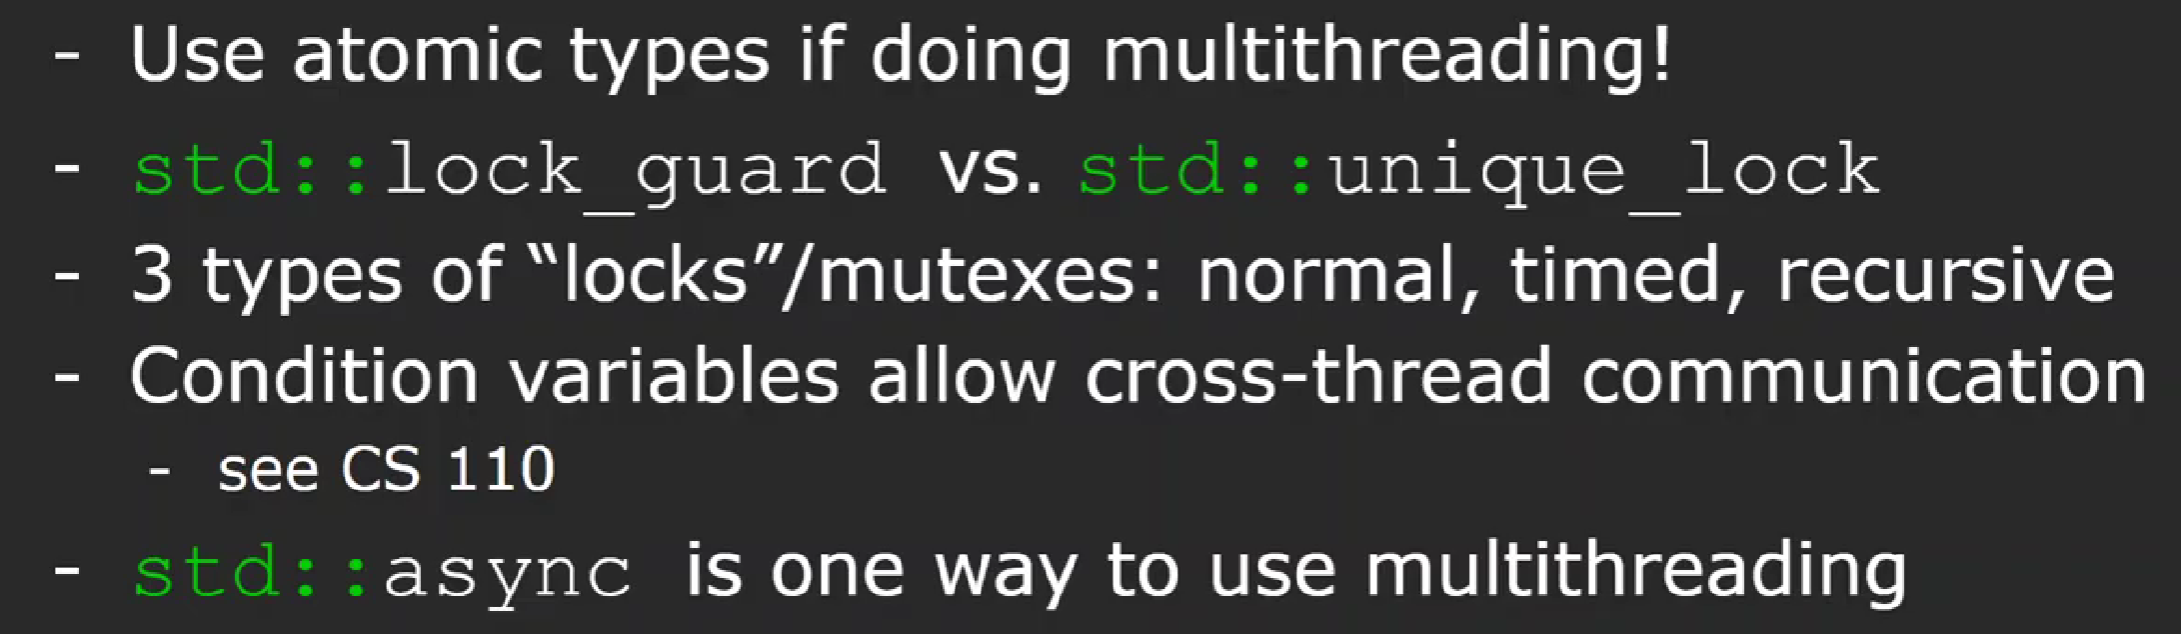 - Use atomic types if doing multithreading!
- std::lock_guard vs. std::unique_lock
- 3 types of “locks”/mutexes: normal, timed, recursive
- Condition variables allow cross-thread communication
- see CS 110
- std::async is one way to use multithreading